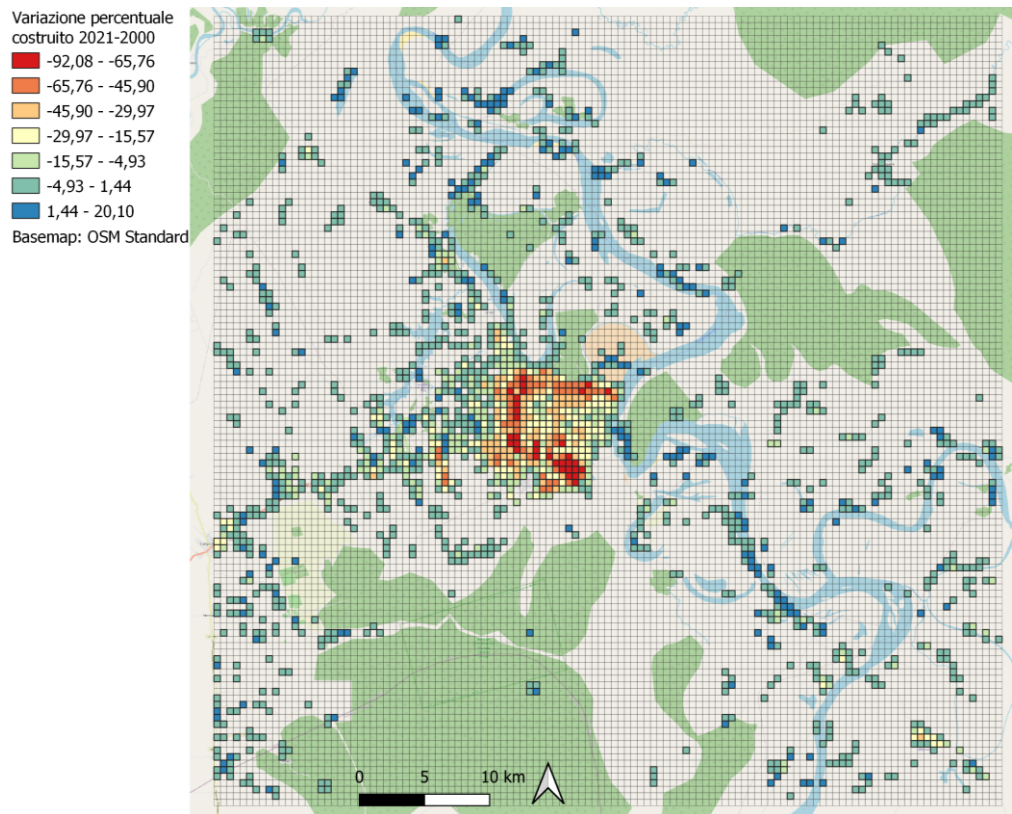 Variazione percentuale
costruito 2021-2000
-92,08 - -65,76
-65,76 - -45,90
-45,90 - -29,97
-29,97 - -15,57
-15,57 - -4,93
-4,93 - 1,44
1,44 - 20,10
Basemap: OSM Standard
0 5 10 km